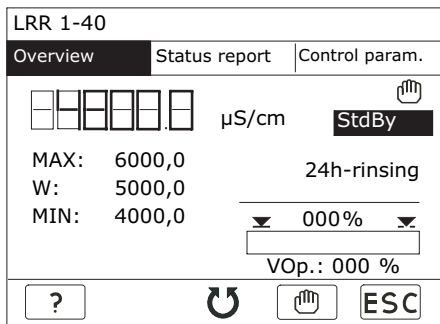 LRR 1-40
Overview Status report Control param.
µS/cm StdBy
MAX: 6000,0
24h-rinsing
W: 5000,0
MIN: 4000,0
000%
VOp.: 000 %
? ESC